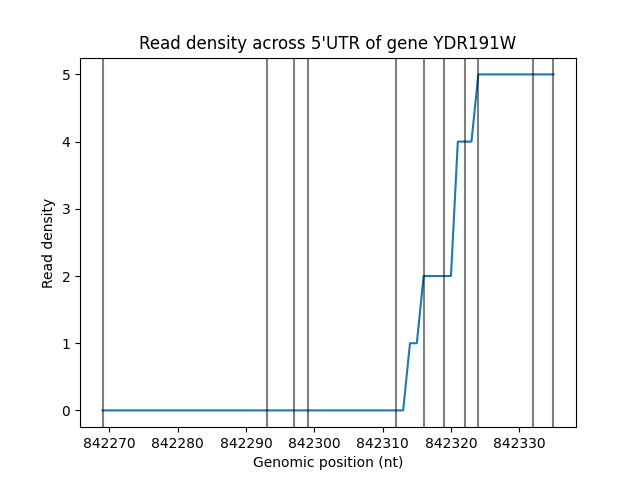 Read density across 5'UTR of gene YDR191W
Read density
5
4
3
2
1
0
842270 842280 842290 842300 842310 842320 842330
Genomic position (nt)